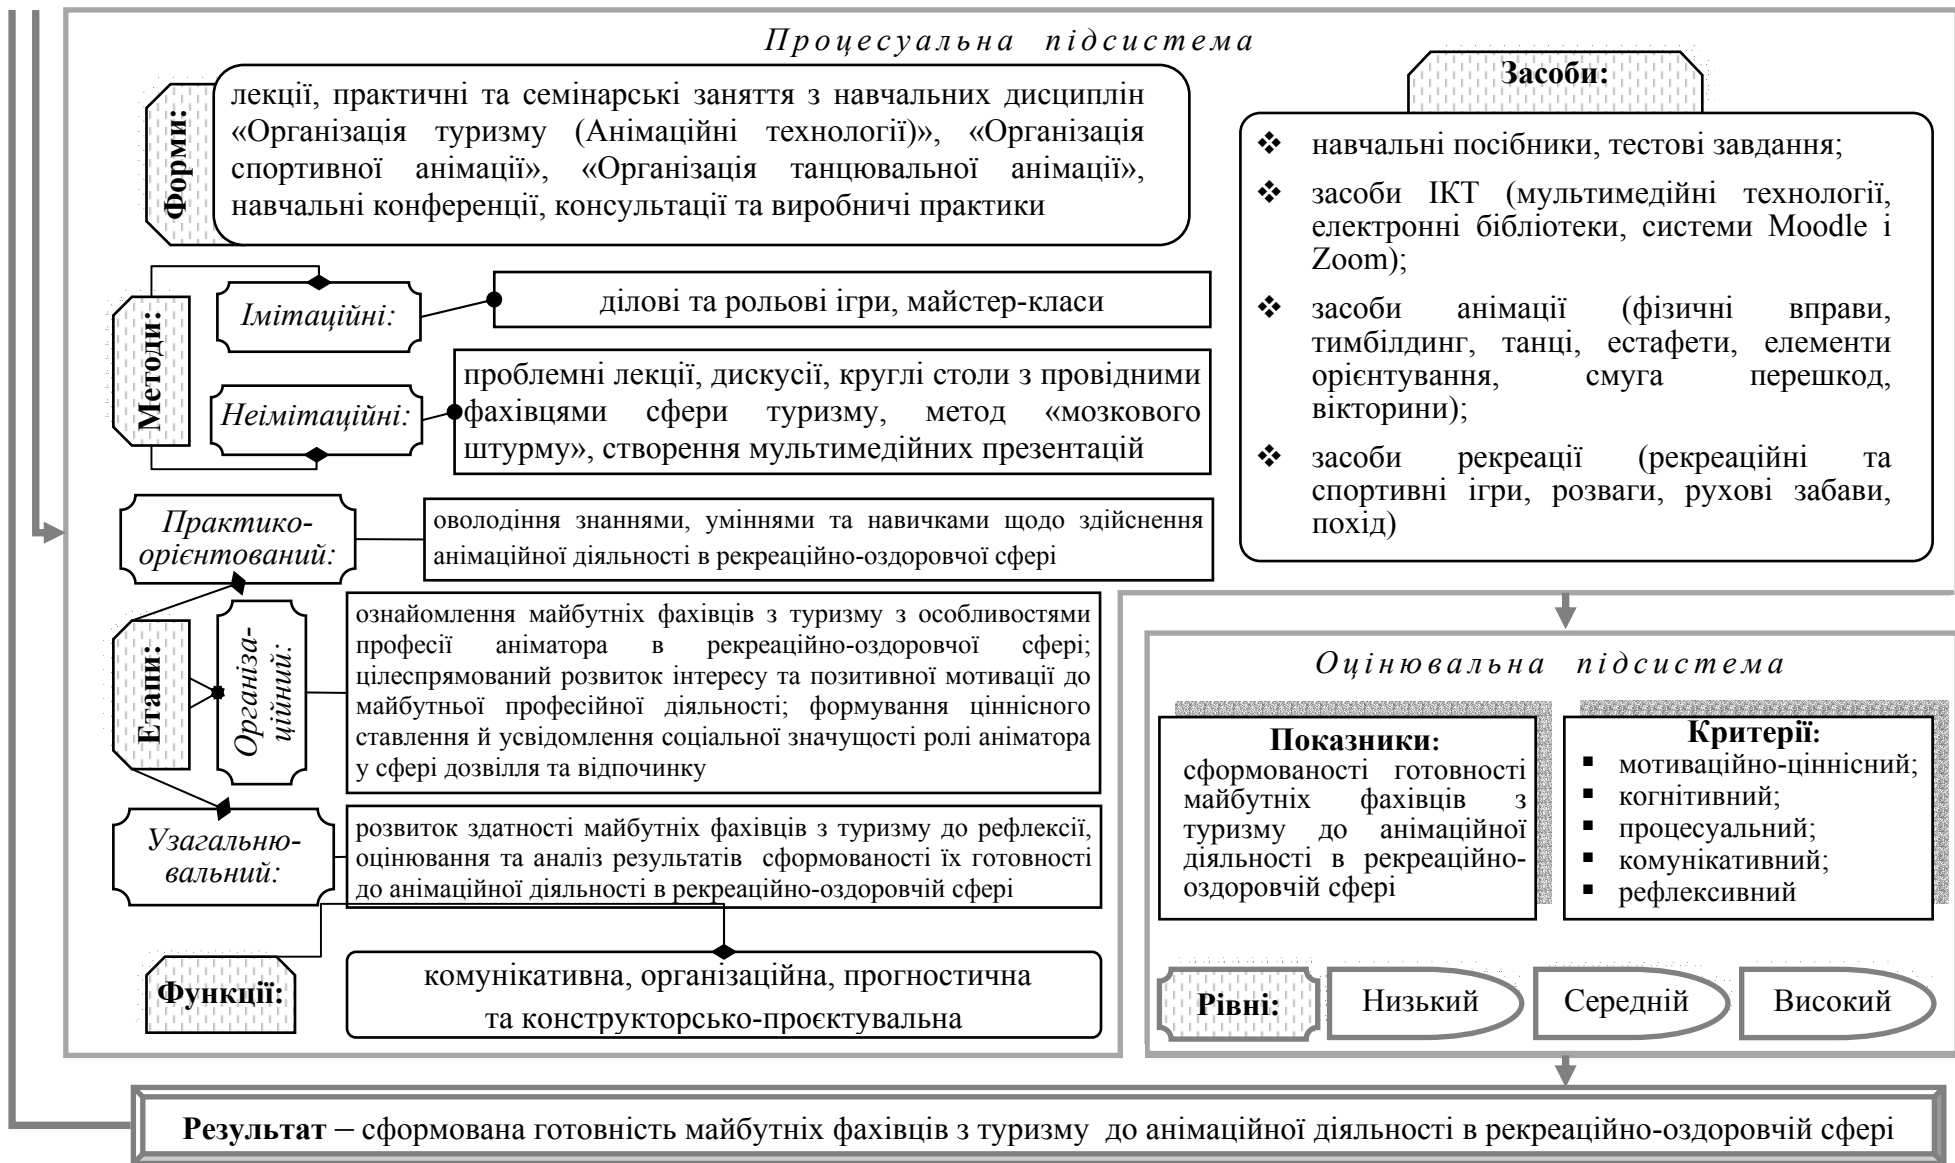 Процесуальна підсистема
Форми:
лекції, практичні та семінарські заняття з навчальних дисциплін
«Організація туризму (Анімаційні технології)», «Організація
спортивної анімації», «Організація танцювальної анімації»,
навчальні конференції, консультації та виробничі практики
Засоби:
❖ навчальні посібники, тестові завдання;
❖ засоби ІКТ (мультимедійні технології,
електронні бібліотеки, системи Moodle і
Zoom);
❖ засоби анімації (фізичні вправи,
тимбілдинг, танці, естафети, елементи
орієнтування, смуга перешкод,
вікторини);
❖ засоби рекреації (рекреаційні та
спортивні ігри, розваги, рухові забави,
похід)
Методи:
Імітаційні:
ділові та рольові ігри, майстер-класи
Неімітаційні:
проблемні лекції, дискусії, круглі столи з провідними
фахівцями сфери туризму, метод «мозкового
штурму», створення мультимедійних презентацій
Практико-
орієнтований:
оволодіння знаннями, уміннями та навичками щодо здійснення
анімаційної діяльності в рекреаційно-оздоровчої сфері
Етапи:
Організа-
ційний:
ознайомлення майбутніх фахівців з туризму з особливостями
професії аніматора в рекреаційно-оздоровчої сфері;
цілеспрямований розвиток інтересу та позитивної мотивації до
майбутньої професійної діяльності; формування ціннісного
ставлення й усвідомлення соціальної значущості ролі аніматора
у сфері дозвілля та відпочинку
Узагальню-
вальний:
розвиток здатності майбутніх фахівців з туризму до рефлексії,
оцінювання та аналіз результатів сформованості їх готовності
до анімаційної діяльності в рекреаційно-оздоровчій сфері
Функції:
комунікативна, організаційна, прогностична
та конструкторсько-проєктувальна
Оцінювальна підсистема
Показники:
сформованості готовності
майбутніх фахівців з
туризму до анімаційної
діяльності в рекреаційно-
оздоровчій сфері
Критерії:
▪ мотиваційно-ціннісний;
▪ когнітивний;
▪ процесуальний;
▪ комунікативний;
▪ рефлексивний
Рівні:
Низький
Середній
Високий
Результат – сформована готовність майбутніх фахівців з туризму до анімаційної діяльності в рекреаційно-оздоровчій сфері